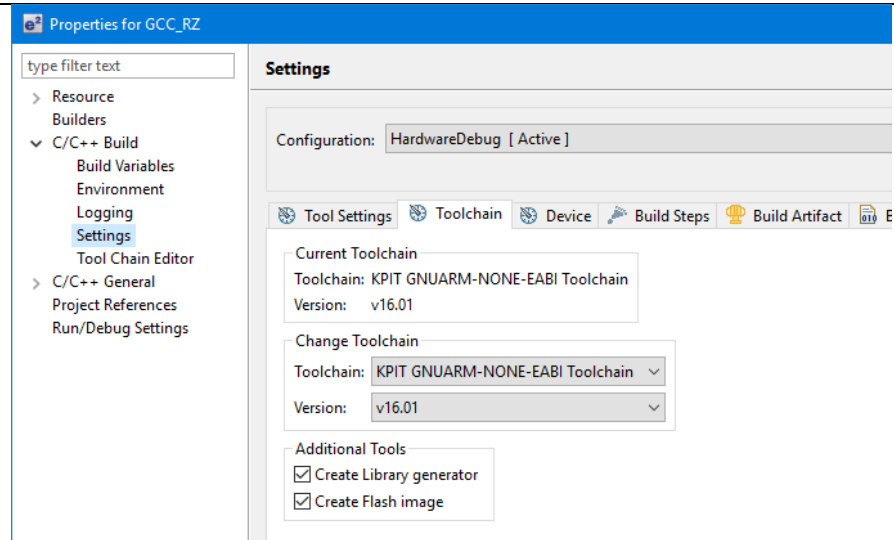 e² Properties for GCC_RZ
type filter text
Resource
Builders
C/C++ Build
Build Variables
Environment
Logging
Settings
Tool Chain Editor
C/C++ General
Project References
Run/Debug Settings
Settings
Configuration: HardwareDebug [ Active ]
Tool Settings Toolchain Device Build Steps Build Artifact
Current Toolchain
Toolchain: KPIT GNUARM-NONE-EABI Toolchain
Version: v16.01
Change Toolchain
Toolchain: KPIT GNUARM-NONE-EABI Toolchain
Version: v16.01
Additional Tools
Create Library generator
Create Flash image